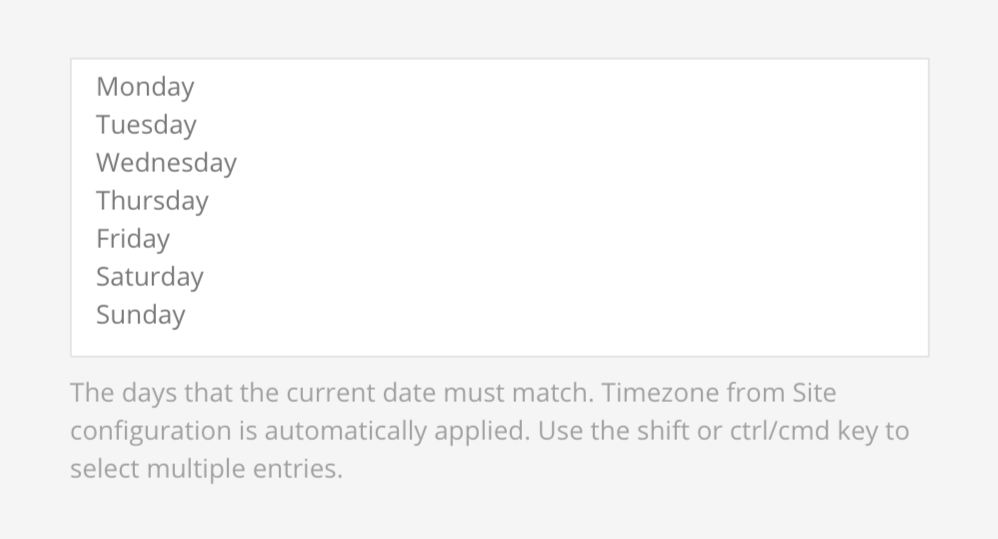 Monday
Tuesday
Wednesday
Thursday
Friday
Saturday
Sunday
The days that the current date must match. Timezone from Site
configuration is automatically applied. Use the shift or ctrl/cmd key to
select multiple entries.